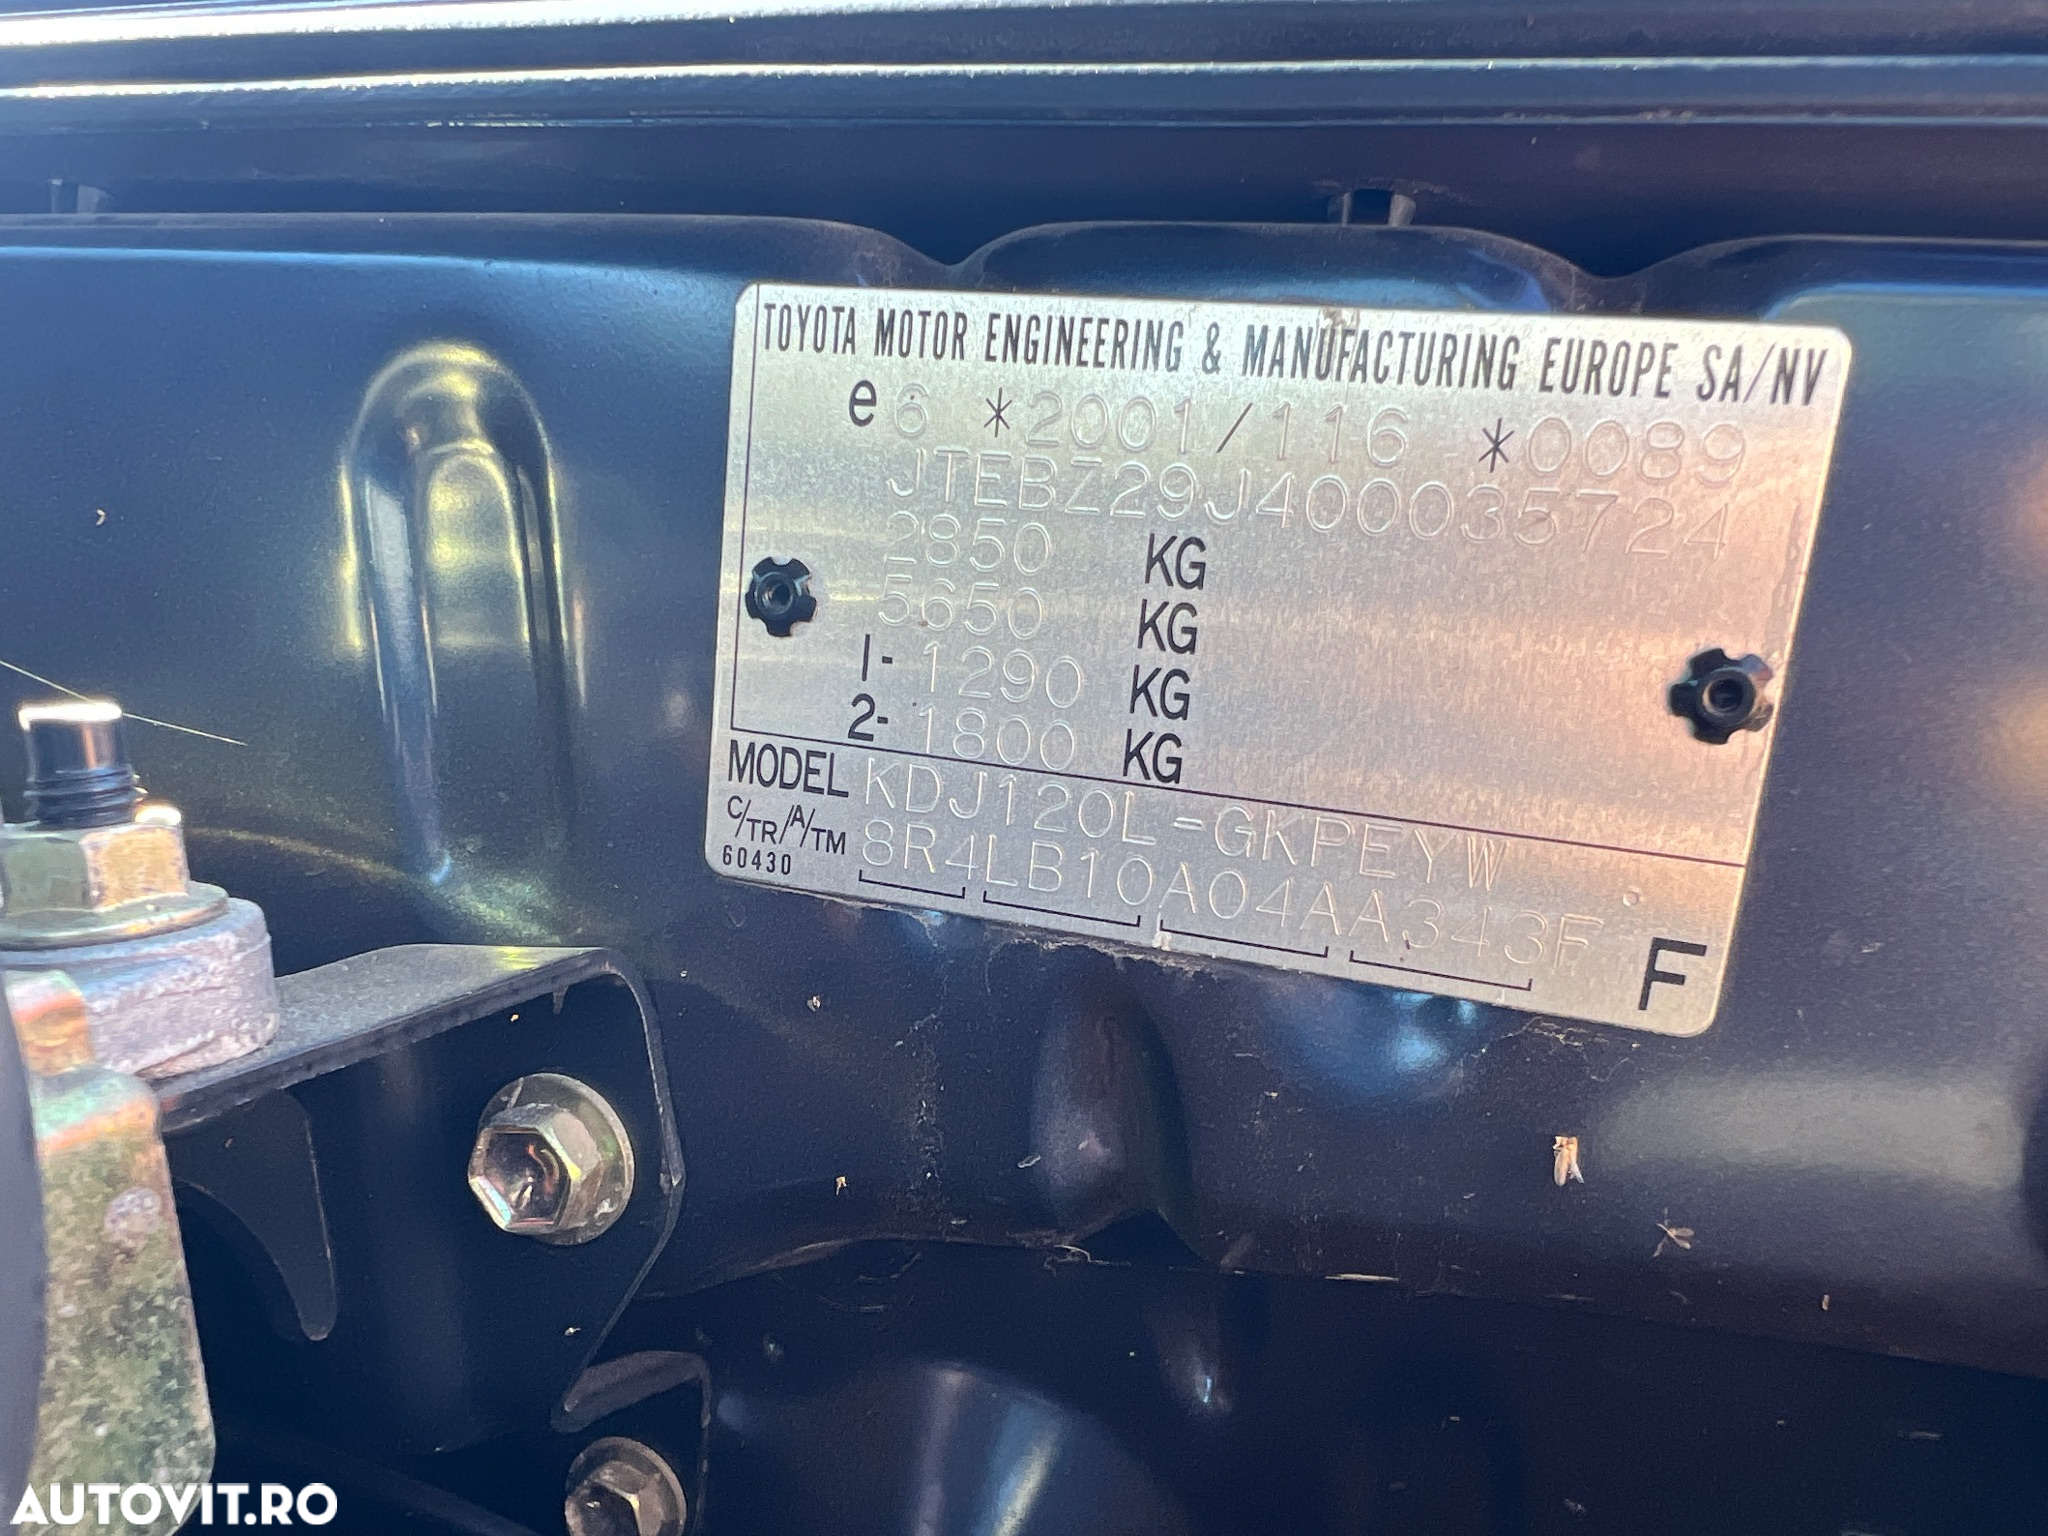 TOYOTA MOTOR ENGINEERING & MANUFACTURING EUROPE SA/NV
e6 *2001/116 *0089
JTEBZ29J400035724
2850 KG
5650 KG
1- 1290 KG
2- 1800 KG
MODEL KDJ120L-GKPEYW
C/TR/A/TM 8R4LB10A04AA343F
60430
F
AUTOVIT.RO